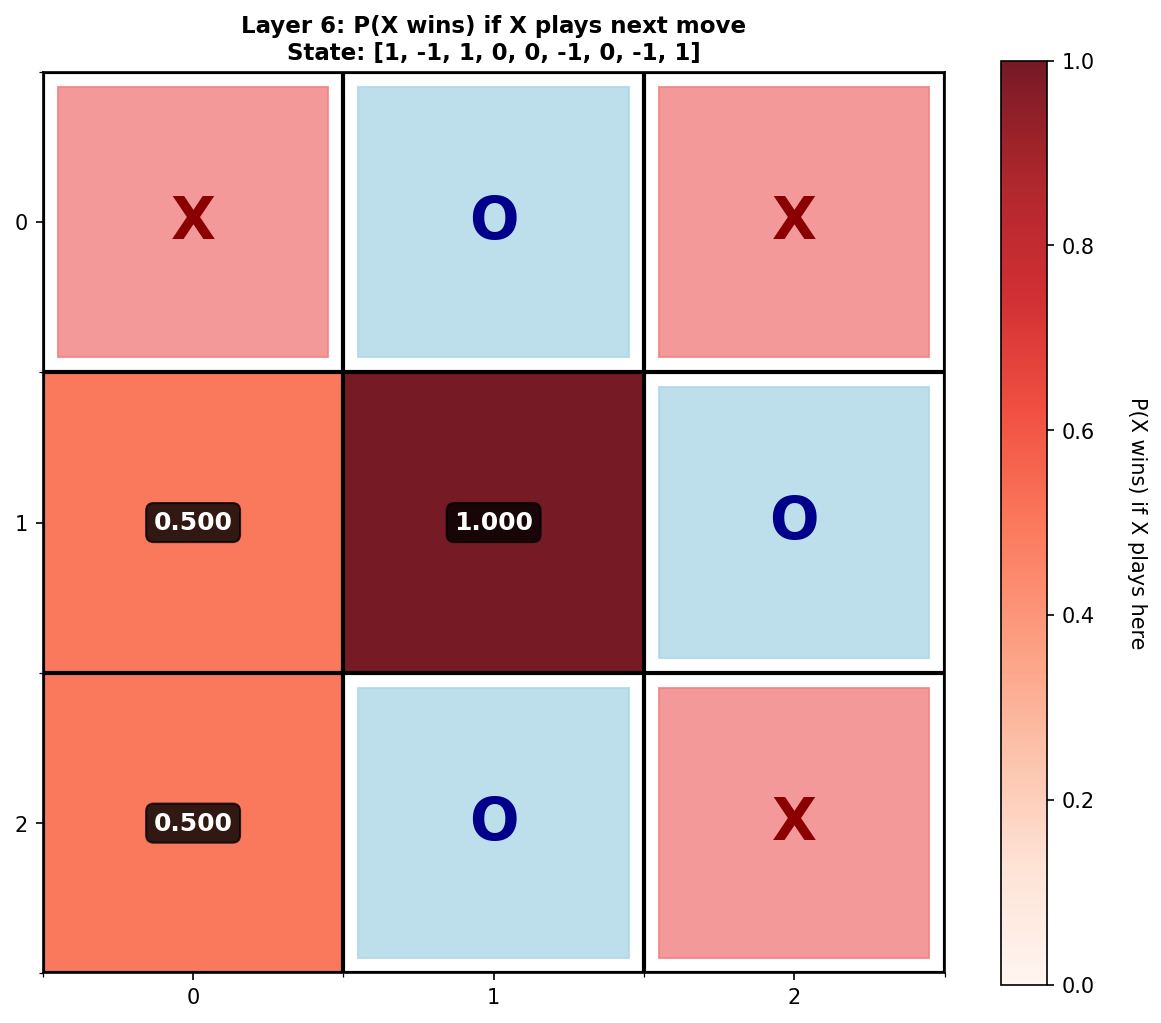 Layer 6: P(X wins) if X plays next move
State: [1, -1, 1, 0, 0, -1, 0, -1, 1]
X
O
X
0.500
1.000
O
0.500
O
X
0
1
2
0
1
2
1.0
0.8
0.6
0.4
0.2
0.0
P(X wins) if X plays here